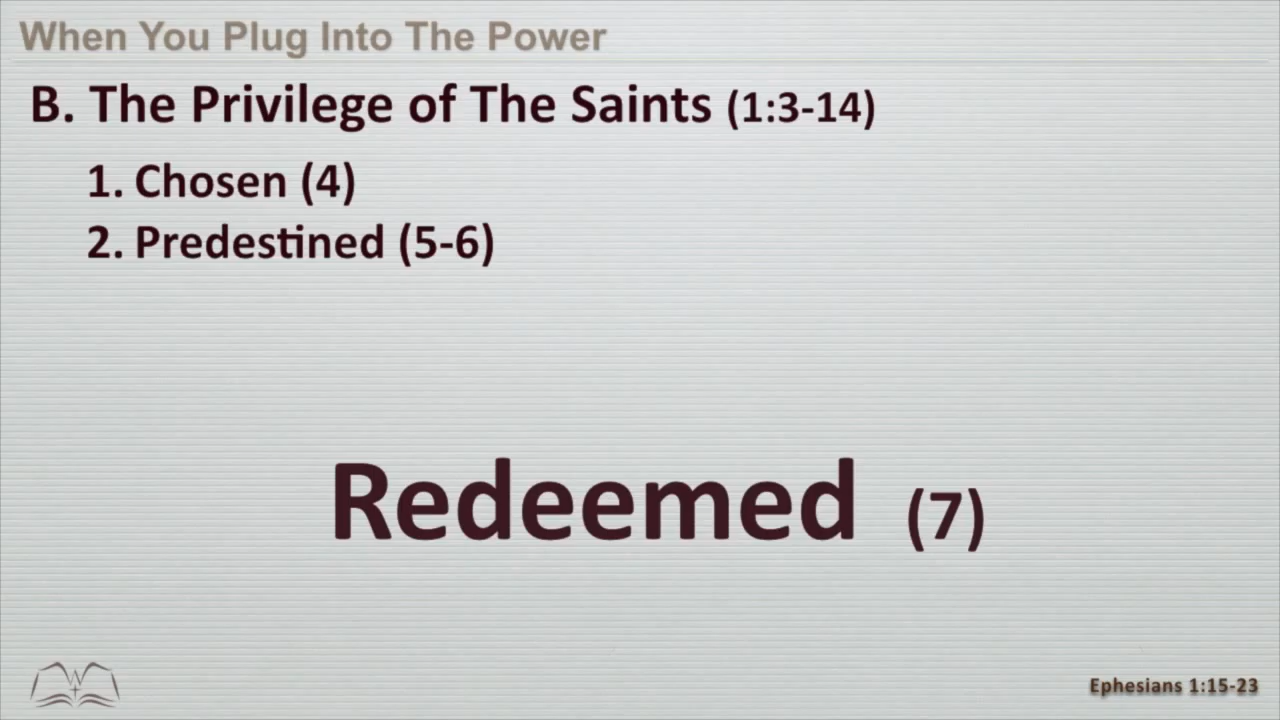 When You Plug Into The Power
B. The Privilege of The Saints (1:3-14)
1. Chosen (4)
2. Predestined (5-6)
Redeemed (7)
Ephesians 1:15-23